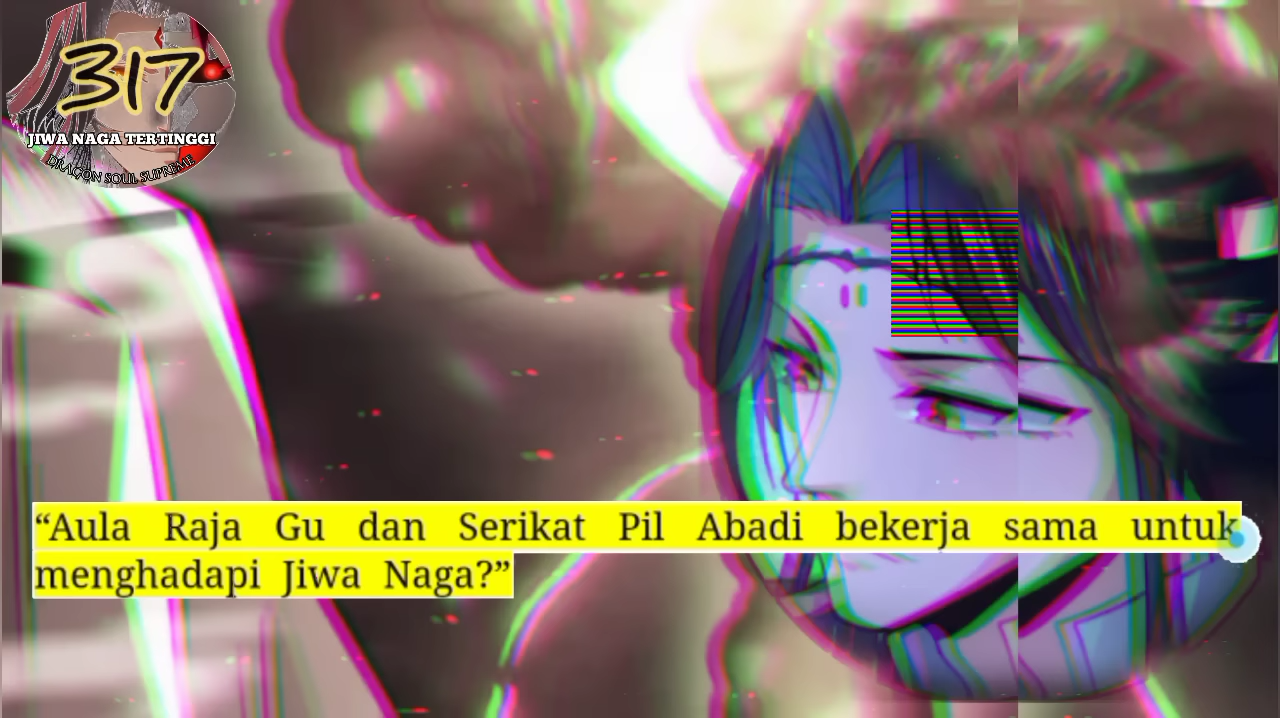 317
JIWA NAGA TERTINGGI
DRAGON SOUL SUPREME
“Aula Raja Gu dan Serikat Pil Abadi bekerja sama untuk
menghadapi Jiwa Naga?”